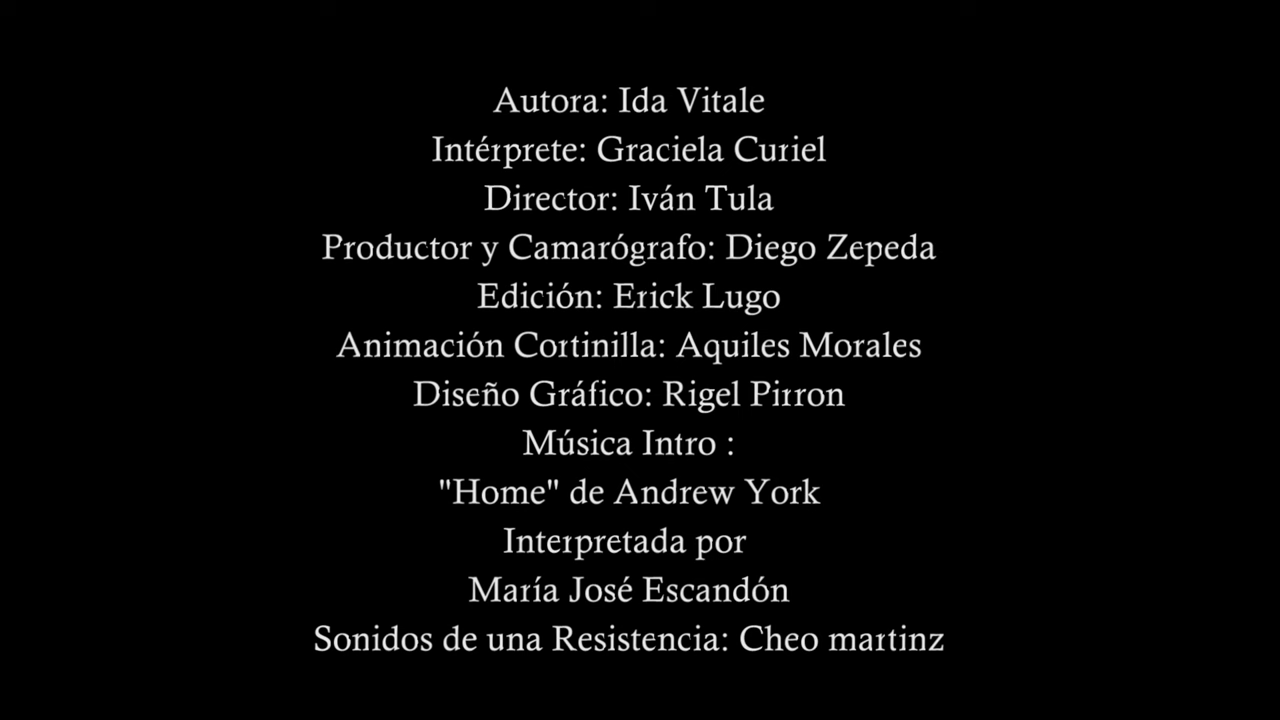 Autora: Ida Vitale
Intérprete: Graciela Curiel
Director: Iván Tula
Productor y Camarógrafo: Diego Zepeda
Edición: Erick Lugo
Animación Cortinilla: Aquiles Morales
Diseño Gráfico: Rigel Pirron
Música Intro :
"Home" de Andrew York
Interpretada por
María José Escandón
Sonidos de una Resistencia: Cheo martinz